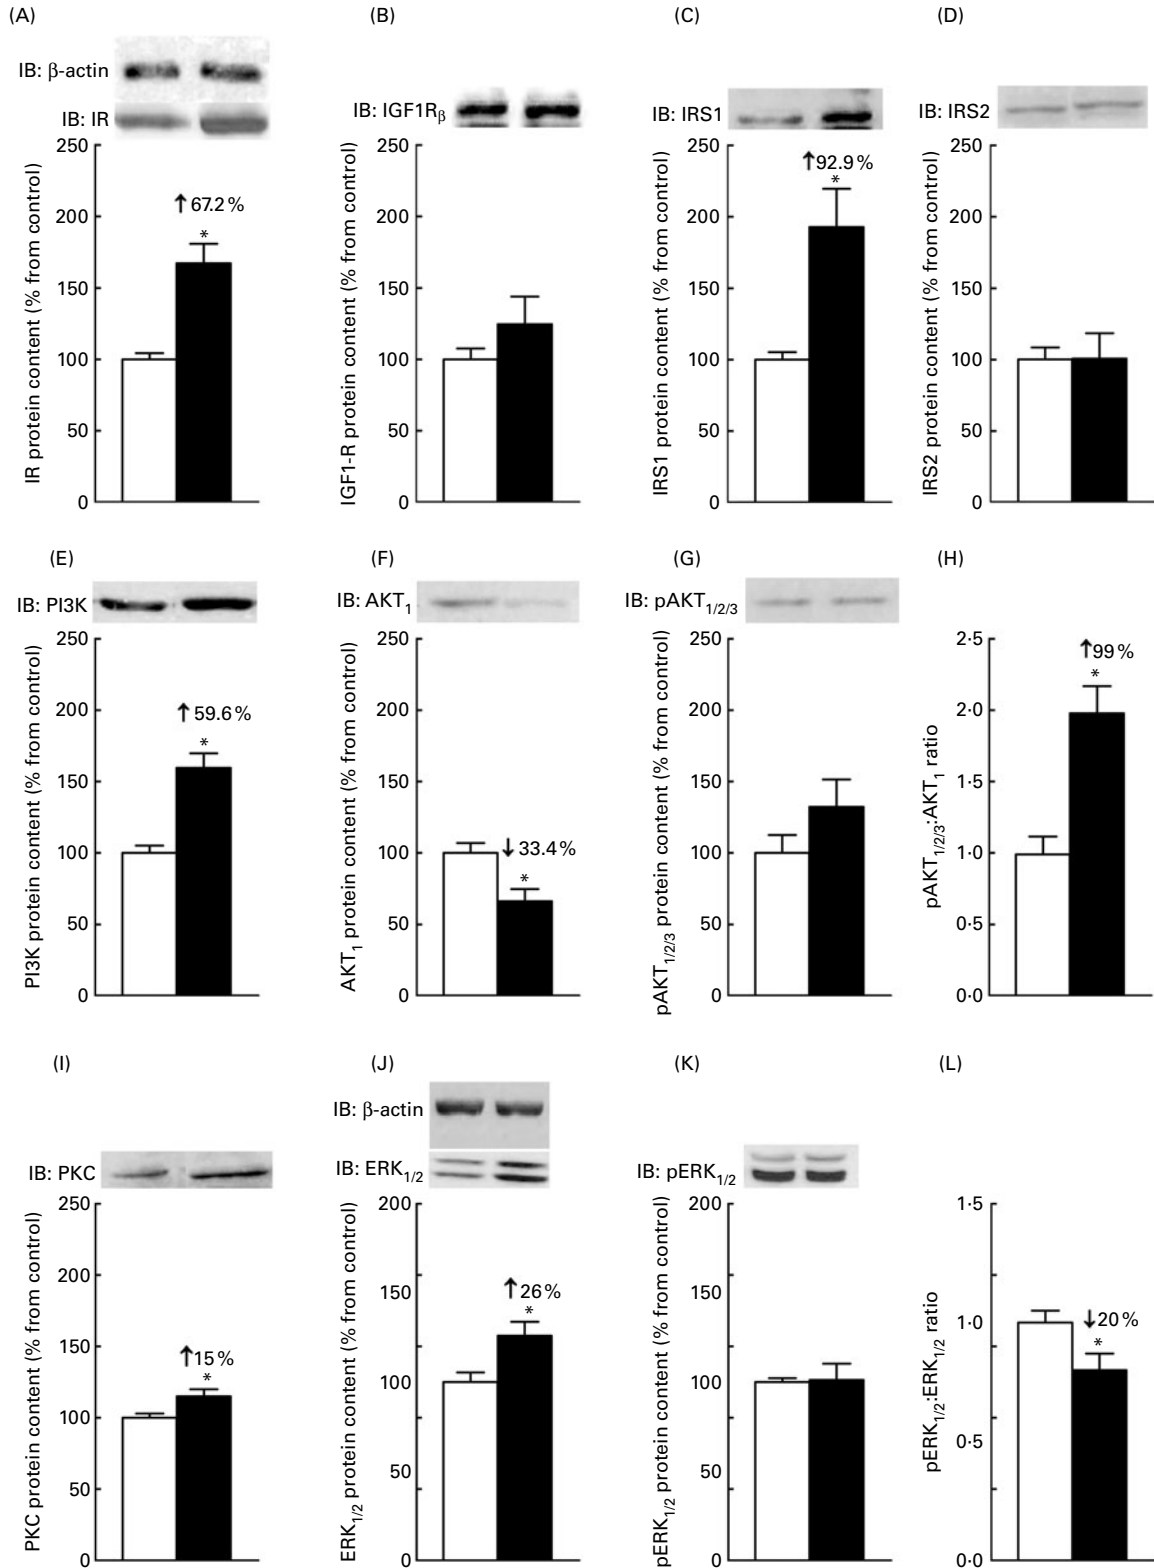 (A)
(B)
(C)
(D)
IB: β-actin
IB: IR
IB: IGF1Rβ
IB: IRS1
IB: IRS2
IR protein content (% from control)
250
200
150
100
50
0
↑67.2%
*
IGF1-R protein content (% from control)
250
200
150
100
50
0
IRS1 protein content (% from control)
250
200
150
100
50
0
↑92.9%
*
IRS2 protein content (% from control)
250
200
150
100
50
0
(E)
(F)
(G)
(H)
IB: PI3K
IB: AKT1
IB: pAKT1/2/3
PI3K protein content (% from control)
250
200
150
100
50
0
↑59.6%
*
AKT1 protein content (% from control)
250
200
150
100
50
0
↓33.4%
*
pAKT1/2/3 protein content (% from control)
250
200
150
100
50
0
pAKT1/2/3:AKT1 ratio
2·5
2·0
1·5
1·0
0·5
0·0
↑99%
*
(I)
(J)
(K)
(L)
IB: PKC
IB: β-actin
IB: ERK1/2
IB: pERK1/2
PKC protein content (% from control)
250
200
150
100
50
0
↑15%
*
ERK1/2 protein content (% from control)
200
150
100
50
0
↑26%
*
pERK1/2 protein content (% from control)
200
150
100
50
0
pERK1/2:ERK1/2 ratio
1·5
1·0
0·5
0·0
↓20%
*